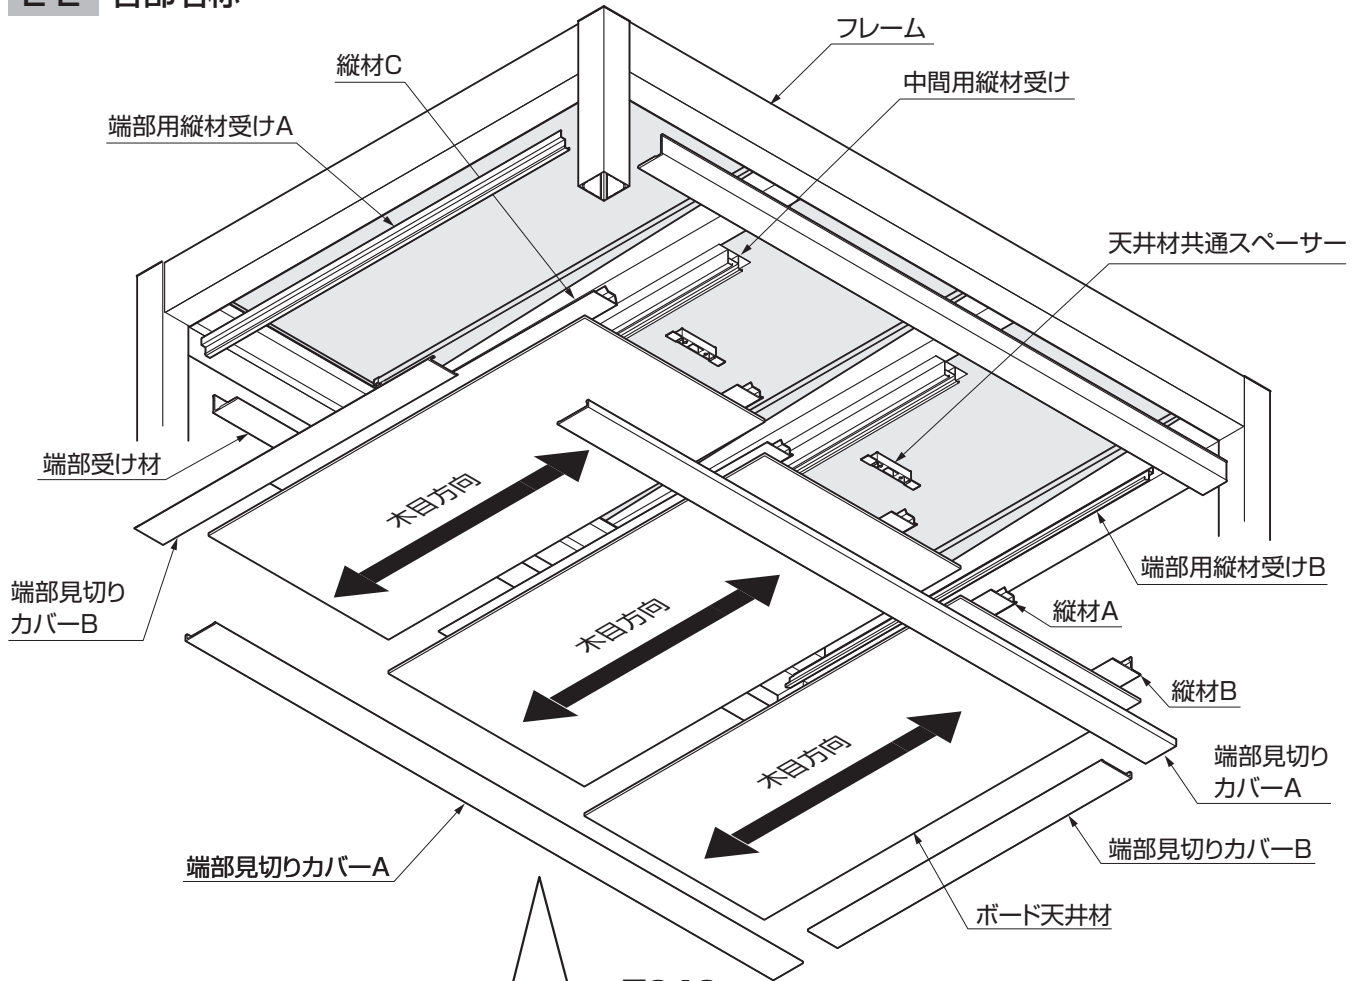 各部名称
フレーム
縦材C
中間用縦材受け
端部用縦材受けA
天井材共通スペーサー
端部受け材
木目方向
端部用縦材受けB
端部見切り
カバーB
縦材A
木目方向
縦材B
木目方向
端部見切り
カバーA
端部見切りカバーA
端部見切りカバーB
ボード天井材